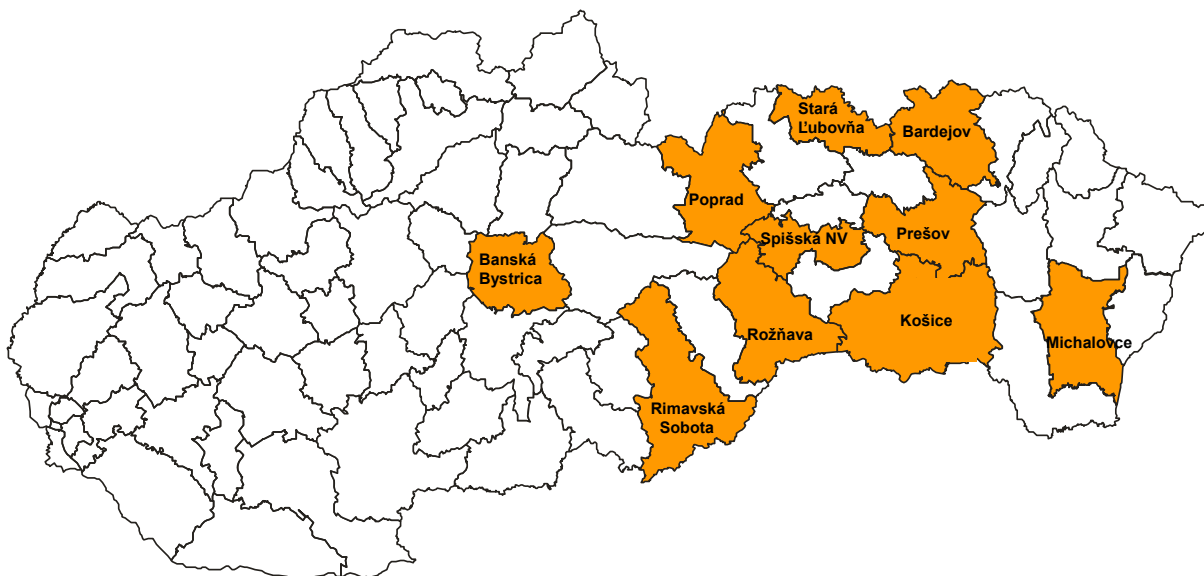 Stará
Ľubovňa
Bardejov
Poprad
Prešov
Spišská NV
Banská
Bystrica
Košice
Rožňava
Michalovce
Rimavská
Sobota